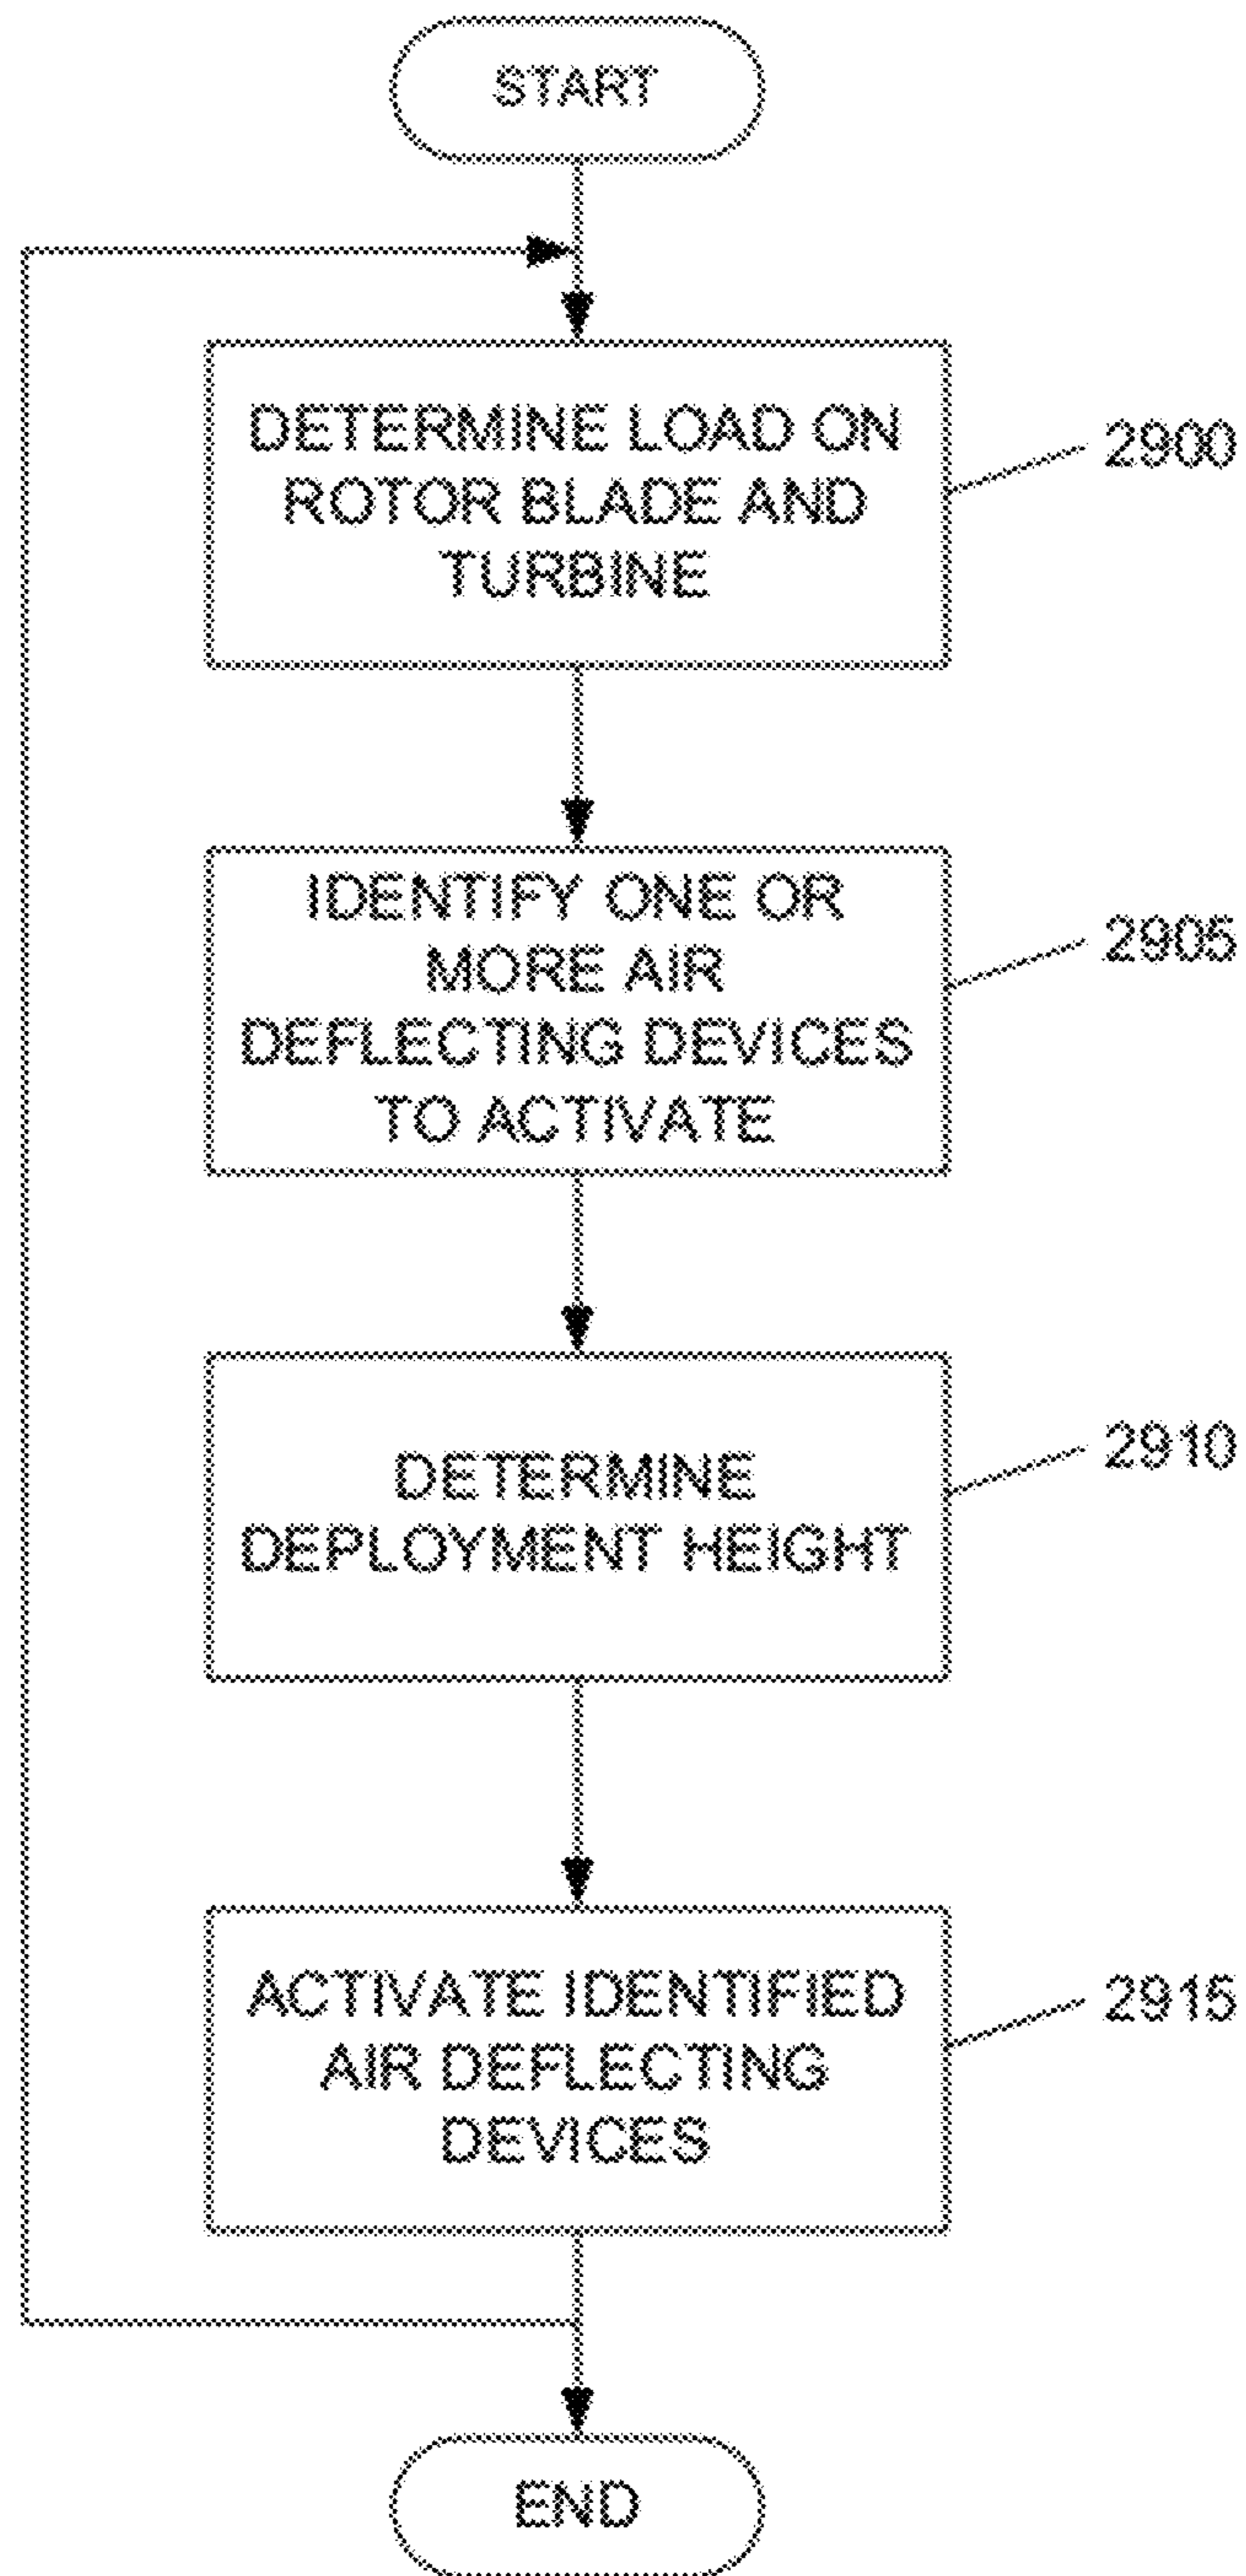 START
DETERMINE LOAD ON
ROTOR BLADE AND
TURBINE
2900
IDENTIFY ONE OR
MORE AIR
DEFLECTING DEVICES
TO ACTIVATE
2905
DETERMINE
DEPLOYMENT HEIGHT
2910
ACTIVATE IDENTIFIED
AIR DEFLECTING
DEVICES
2915
END